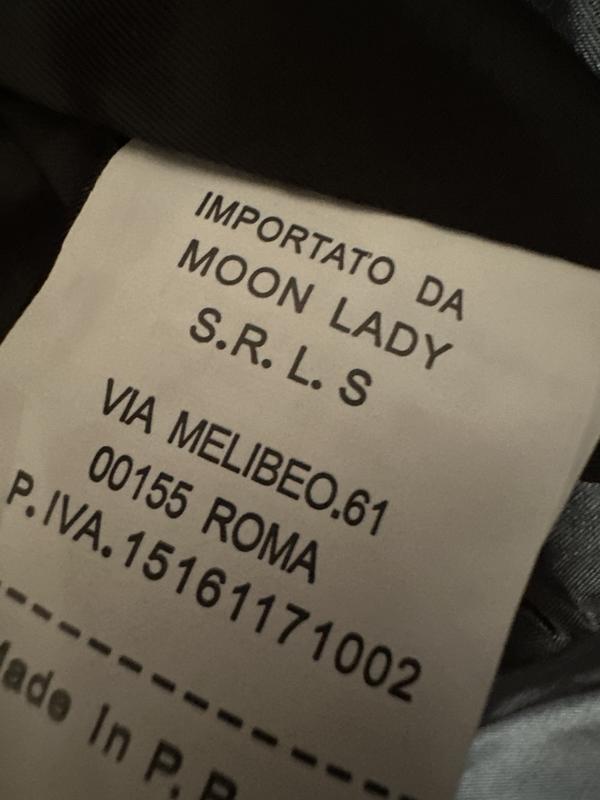 IMPORTATO DA
MOON LADY
S.R. L. S
VIA MELIBEO.61
00155 ROMA
P.IVA.15161171002
Made In P.